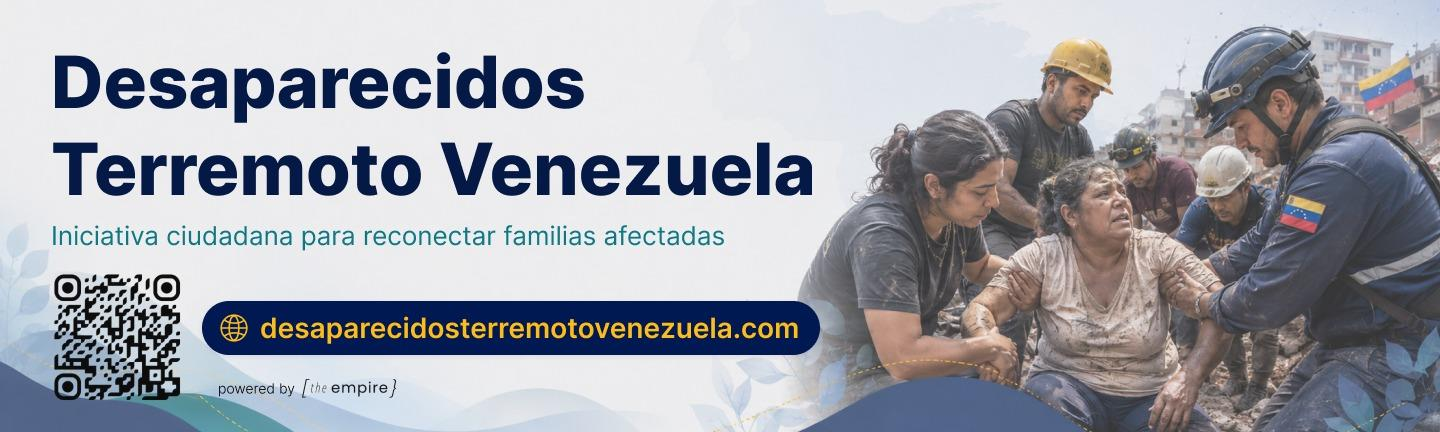 Desaparecidos
Terremoto Venezuela
Iniciativa ciudadana para reconectar familias afectadas
desaparecidosterremotovenezuela.com
powered by [the empire}